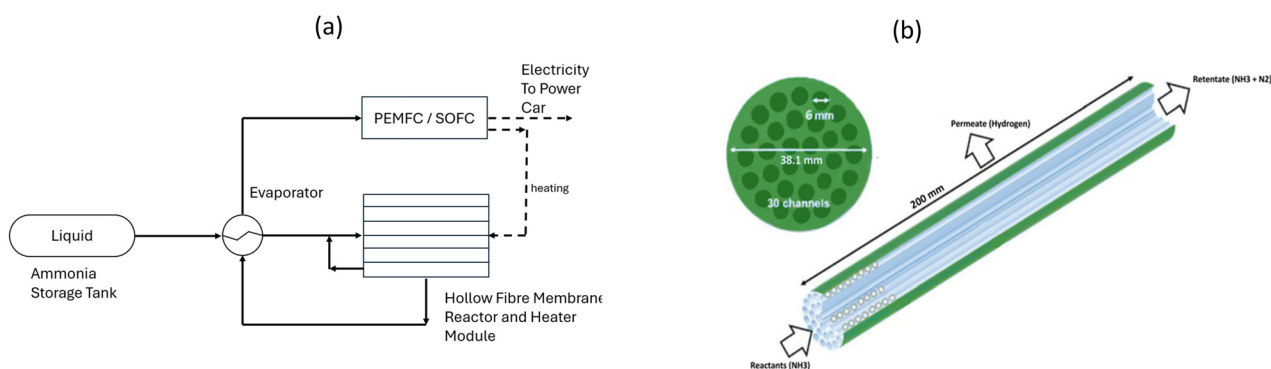 (a)
Electricity
To Power
Car
PEMFC / SOFC
Evaporator
heating
Liquid
Ammonia
Storage Tank
Hollow Fibre Membrane
Reactor and Heater
Module
(b)
Retentate (NH3 + N2)
6 mm
Permeate (Hydrogen)
38.1 mm
200 mm
30 channels
Reactants (NH3)